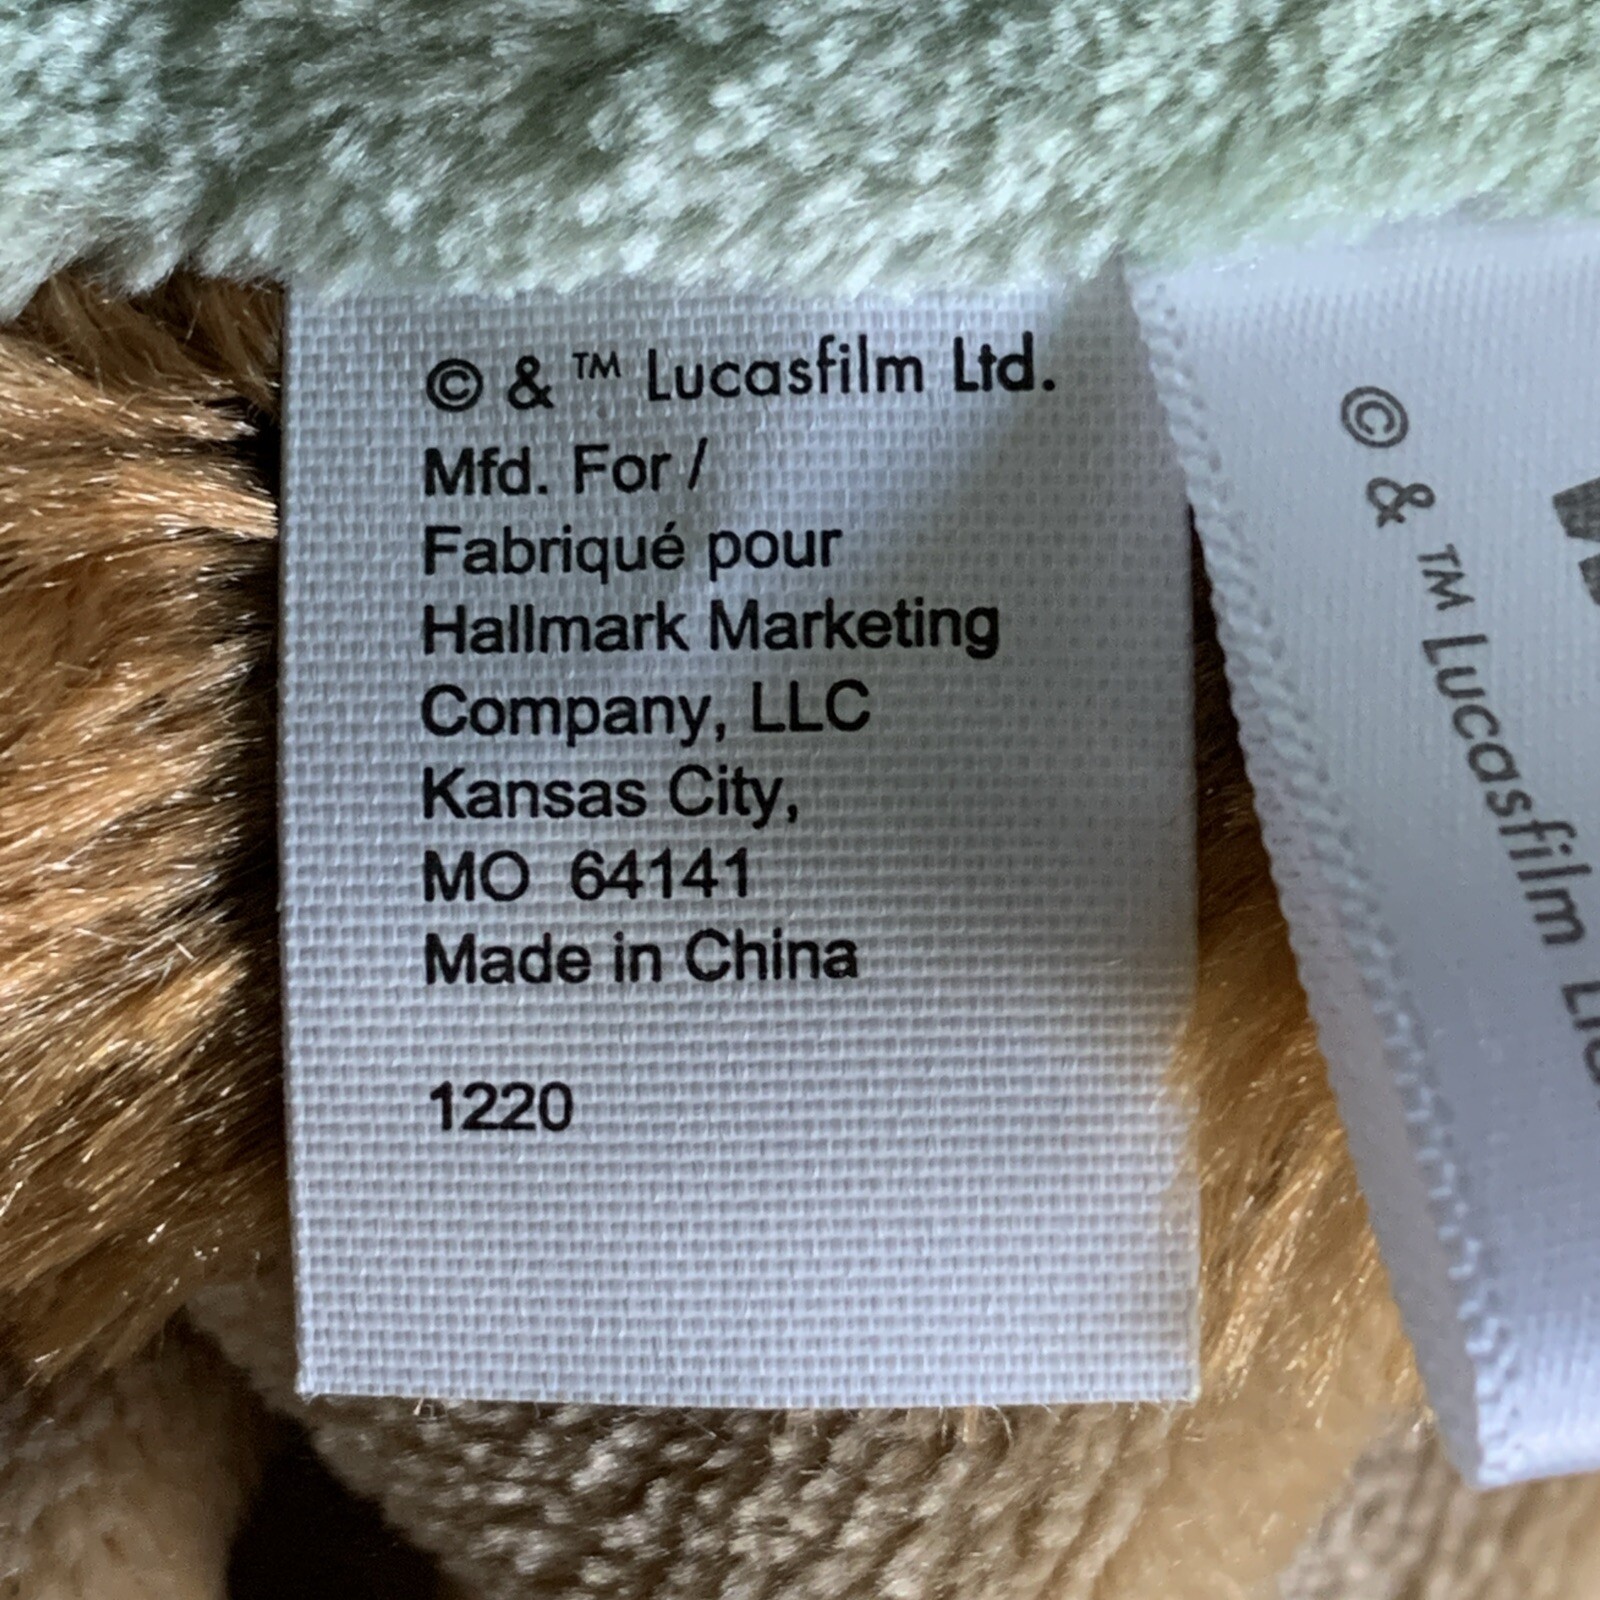 © & ™ Lucasfilm Ltd.
Mfd. For /
Fabriqué pour
Hallmark Marketing
Company, LLC
Kansas City,
MO 64141
Made in China
1220
© & ™ Lucasfilm Ltd